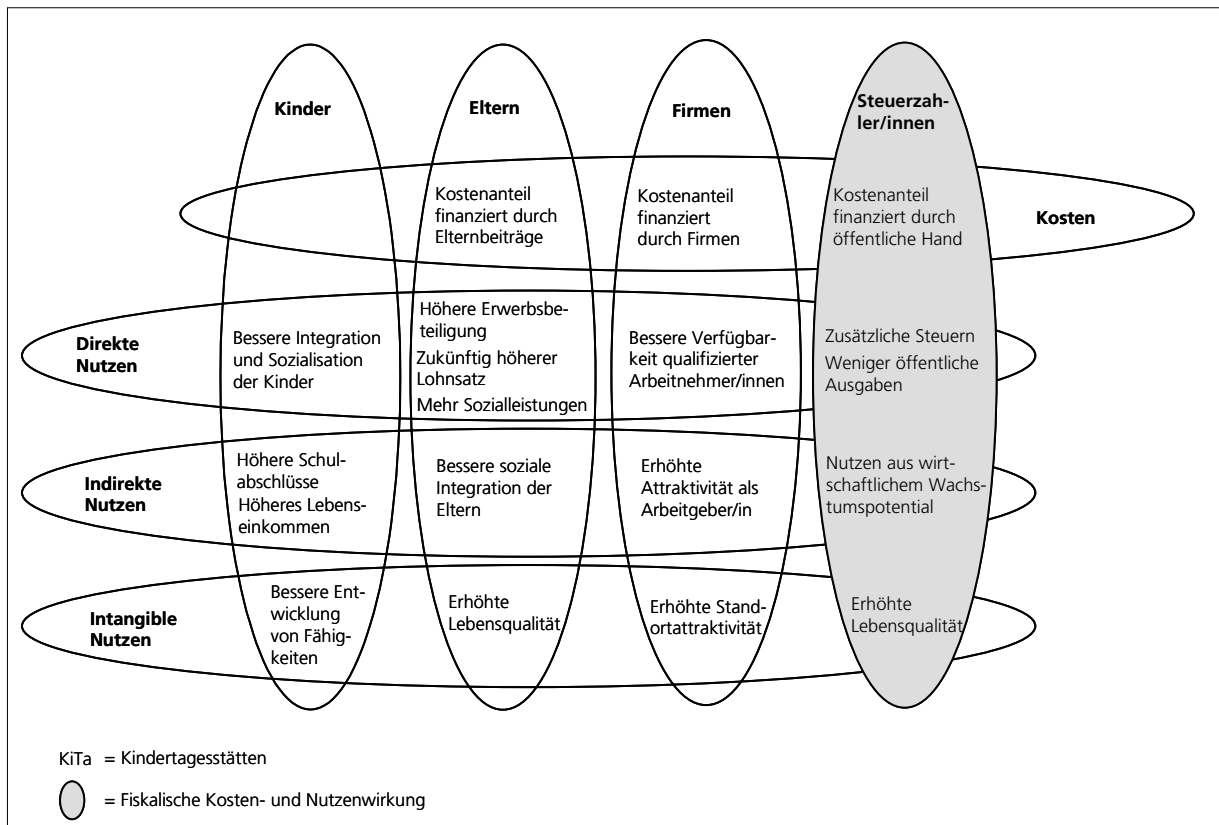 Kinder
Eltern
Firmen
Steuerzah-
ler/innen
Kostenanteil
finanziert durch
Elternbeiträge
Kostenanteil
finanziert
durch Firmen
Kostenanteil
finanziert durch
öffentliche Hand
Kosten
Direkte
Nutzen
Bessere Integration
und Sozialisation
der Kinder
Höhere Erwerbsbe-
teiligung
Zukünftig höherer
Lohnsatz
Mehr Sozialleistungen
Bessere Verfügbar-
keit qualifizierter
Arbeitnehmer/innen
Zusätzliche Steuern
Weniger öffentliche
Ausgaben
Indirekte
Nutzen
Höhere Schul-
abschlüsse
Höheres Lebens-
einkommen
Bessere soziale
Integration der
Eltern
Erhöhte
Attraktivität als
Arbeitgeber/in
Nutzen aus wirt-
schaftlichem Wachs-
tumspotential
Intangible
Nutzen
Bessere Ent-
wicklung
von Fähig-
keiten
Erhöhte
Lebensqualität
Erhöhte Stand-
ortattraktivität
Erhöhte
Lebensqualität
KiTa = Kindertagesstätten
= Fiskalische Kosten- und Nutzenwirkung